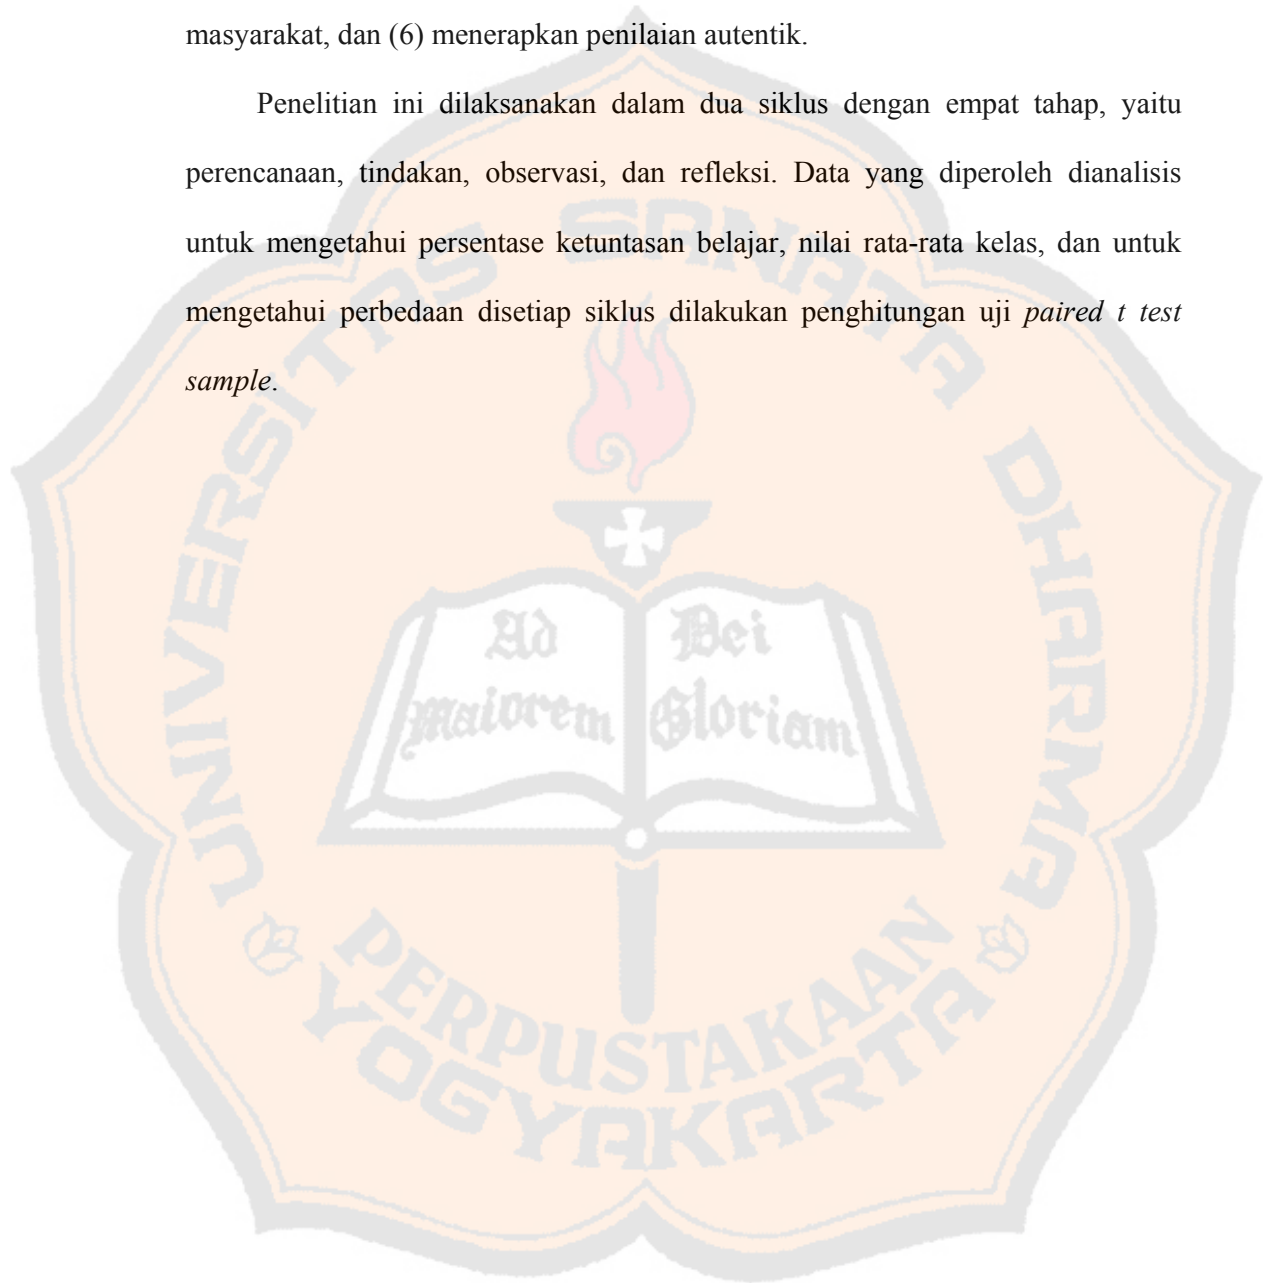 masyarakat, dan (6) menerapkan penilaian autentik.
Penelitian ini dilaksanakan dalam dua siklus dengan empat tahap, yaitu
perencanaan, tindakan, observasi, dan refleksi. Data yang diperoleh dianalisis
untuk mengetahui persentase ketuntasan belajar, nilai rata-rata kelas, dan untuk
mengetahui perbedaan disetiap siklus dilakukan penghitungan uji paired t test
sample.
UNIVERSITAS SANATA DHARMA
Ad Dei
maiorem Gloriam
PERPUSTAKAAN
YOGYAKARTA